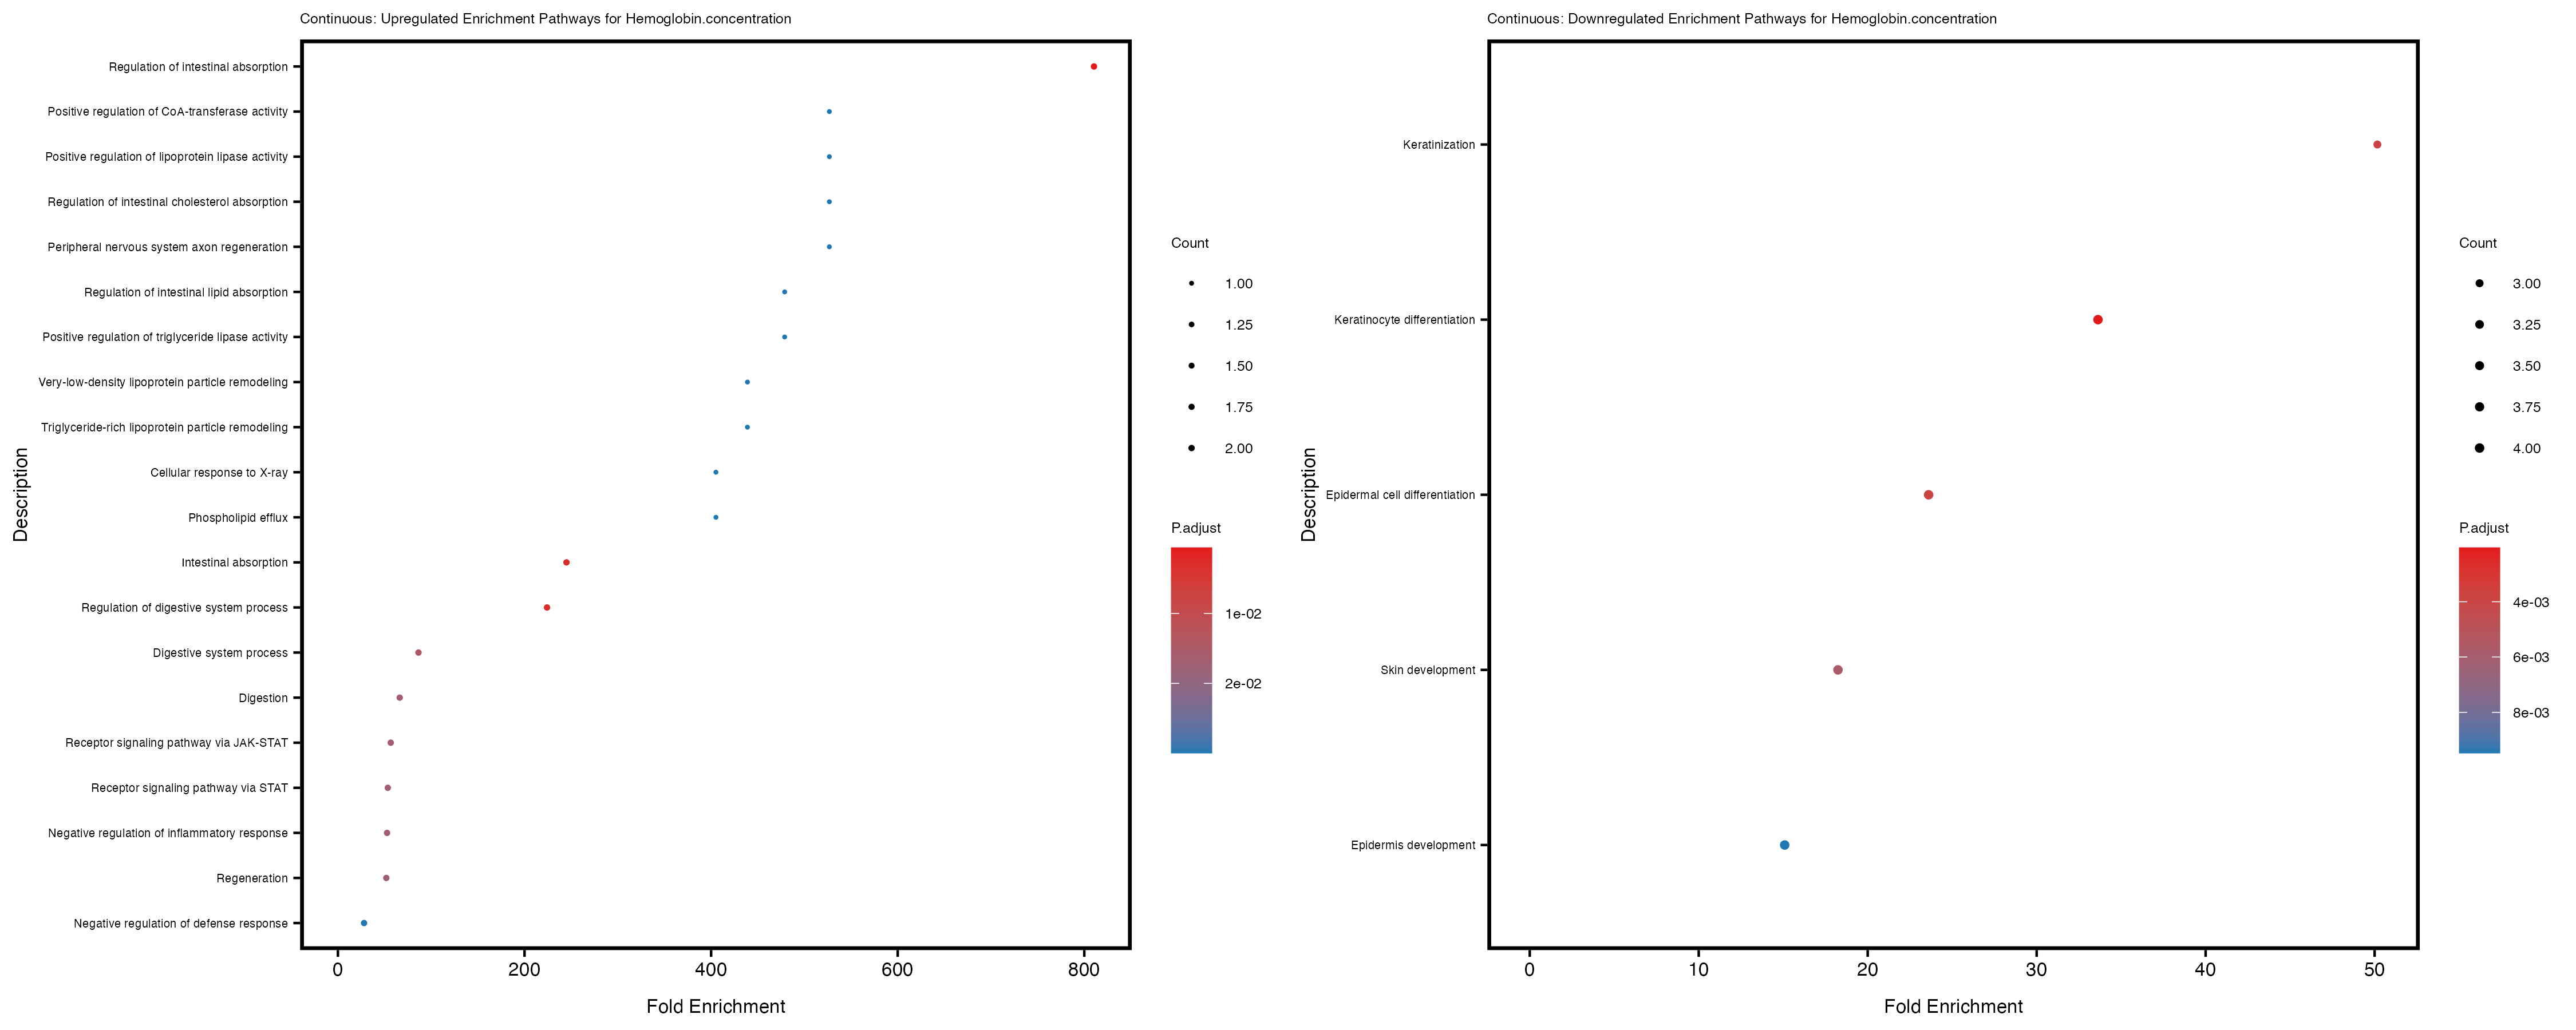 Continuous: Upregulated Enrichment Pathways for Hemoglobin.concentration
Description
Regulation of intestinal absorption
Positive regulation of CoA-transferase activity
Positive regulation of lipoprotein lipase activity
Regulation of intestinal cholesterol absorption
Peripheral nervous system axon regeneration
Regulation of intestinal lipid absorption
Positive regulation of triglyceride lipase activity
Very-low-density lipoprotein particle remodeling
Triglyceride-rich lipoprotein particle remodeling
Cellular response to X-ray
Phospholipid efflux
Intestinal absorption
Regulation of digestive system process
Digestive system process
Digestion
Receptor signaling pathway via JAK-STAT
Receptor signaling pathway via STAT
Negative regulation of inflammatory response
Regeneration
Negative regulation of defense response
0 200 400 600 800
Fold Enrichment
Count
1.00
1.25
1.50
1.75
2.00
P.adjust
1e-02
2e-02
Continuous: Downregulated Enrichment Pathways for Hemoglobin.concentration
Description
Keratinization
Keratinocyte differentiation
Epidermal cell differentiation
Skin development
Epidermis development
0 10 20 30 40 50
Fold Enrichment
Count
3.00
3.25
3.50
3.75
4.00
P.adjust
4e-03
6e-03
8e-03